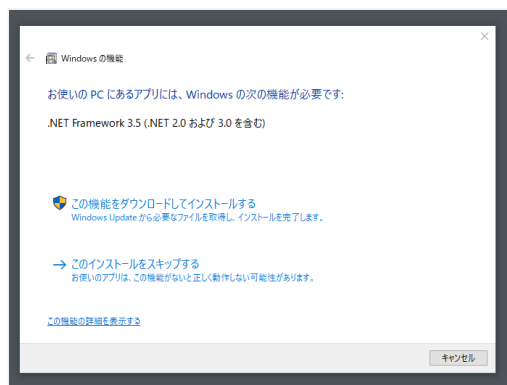 Windows の機能
お使いの PC にあるアプリには、Windows の次の機能が必要です:
.NET Framework 3.5 (.NET 2.0 および 3.0 を含む)
この機能をダウンロードしてインストールする
Windows Update から必要なファイルを取得し、インストールを完了します。
このインストールをスキップする
お使いのアプリは、この機能がないと正しく動作しない可能性があります。
この機能の詳細を表示する
キャンセル